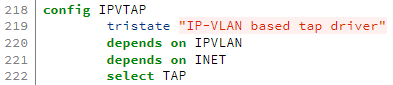 218 config IPVTAP
219 tristate "IP-VLAN based tap driver"
220 depends on IPVLAN
221 depends on INET
222 select TAP